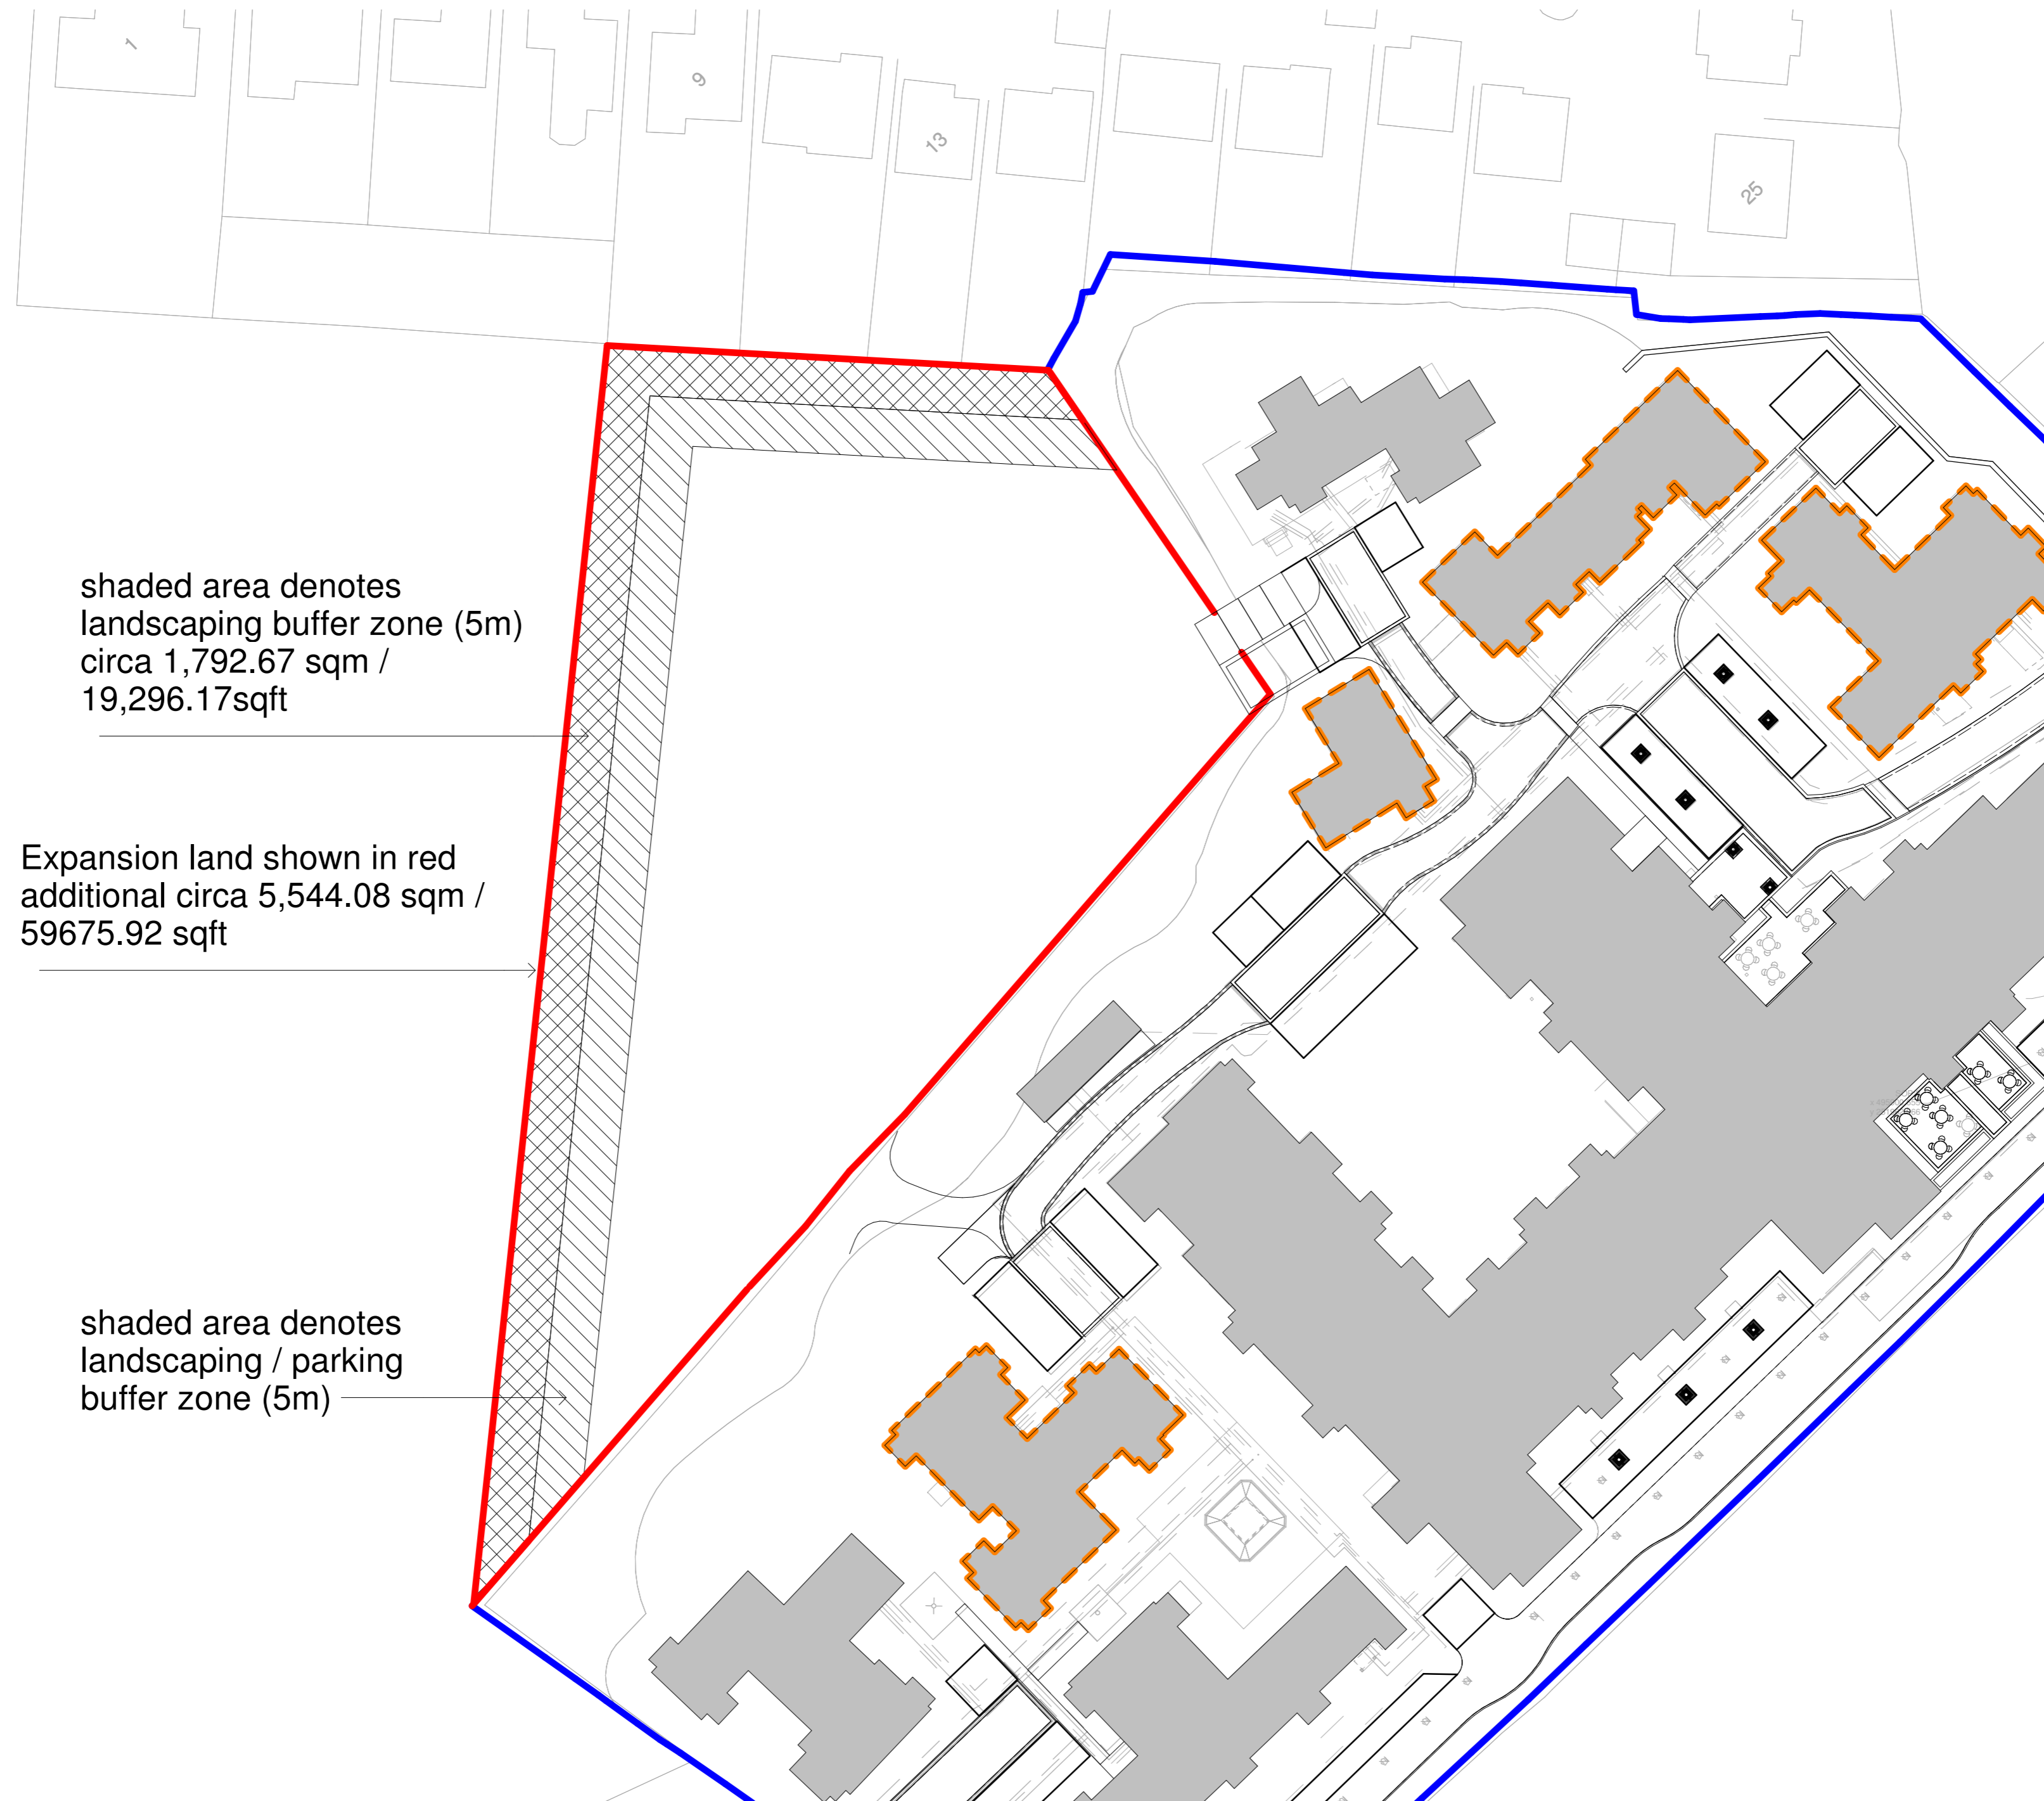 1
9
13
25
shaded area denotes
landscaping buffer zone (5m)
circa 1,792.67 sqm /
19,296.17sqft
Expansion land shown in red
additional circa 5,544.08 sqm /
59675.92 sqft
shaded area denotes
landscaping / parking
buffer zone (5m)